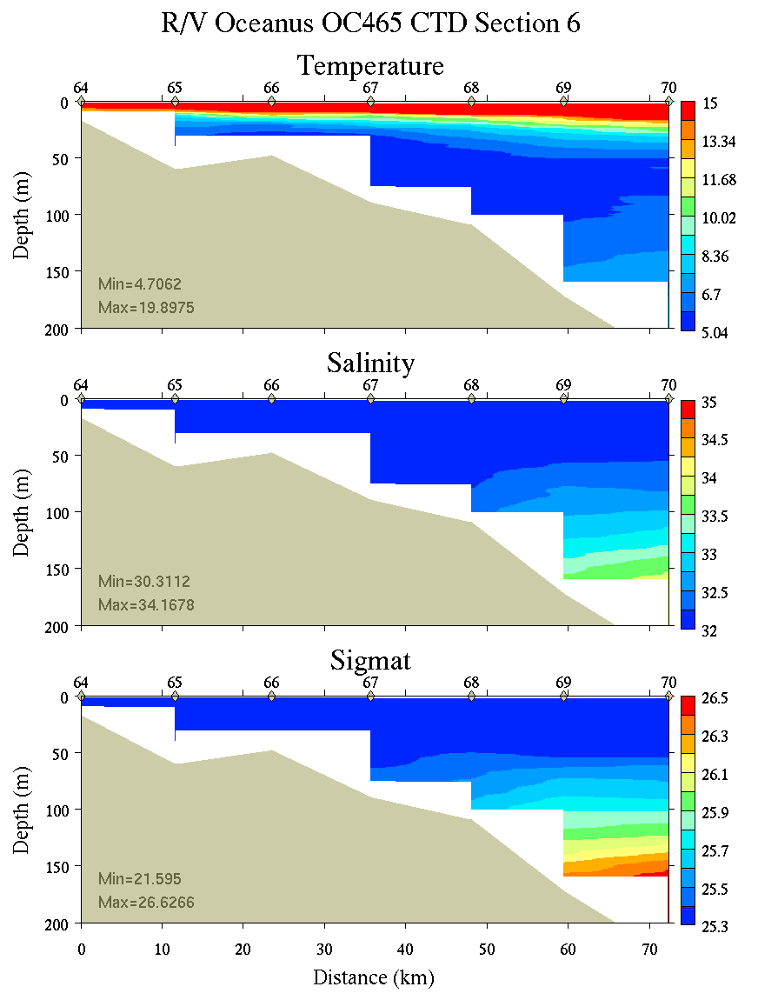 R/V Oceanus OC465 CTD Section 6
Temperature
64 65 66 67 68 69 70
0
50
100
150
200
Depth (m)
Min=4.7062
Max=19.8975
15
13.34
11.68
10.02
8.36
6.7
5.04
Salinity
64 65 66 67 68 69 70
0
50
100
150
200
Depth (m)
Min=30.3112
Max=34.1678
35
34.5
34
33.5
33
32.5
32
Sigmat
64 65 66 67 68 69 70
0
50
100
150
200
Depth (m)
Min=21.595
Max=26.6266
26.5
26.3
26.1
25.9
25.7
25.5
25.3
0 10 20 30 40 50 60 70
Distance (km)